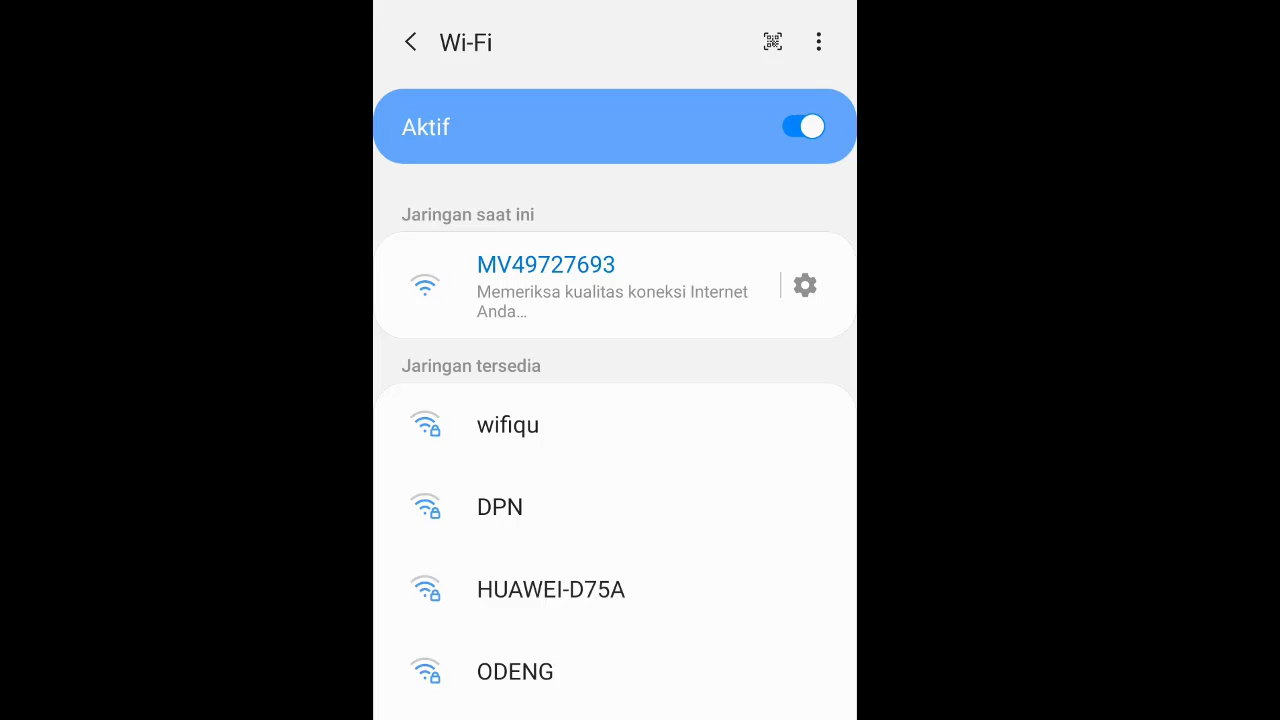 Wi-Fi
Aktif
Jaringan saat ini
MV49727693
Memeriksa kualitas koneksi Internet
Anda...
Jaringan tersedia
wifiqu
DPN
HUAWEI-D75A
ODENG